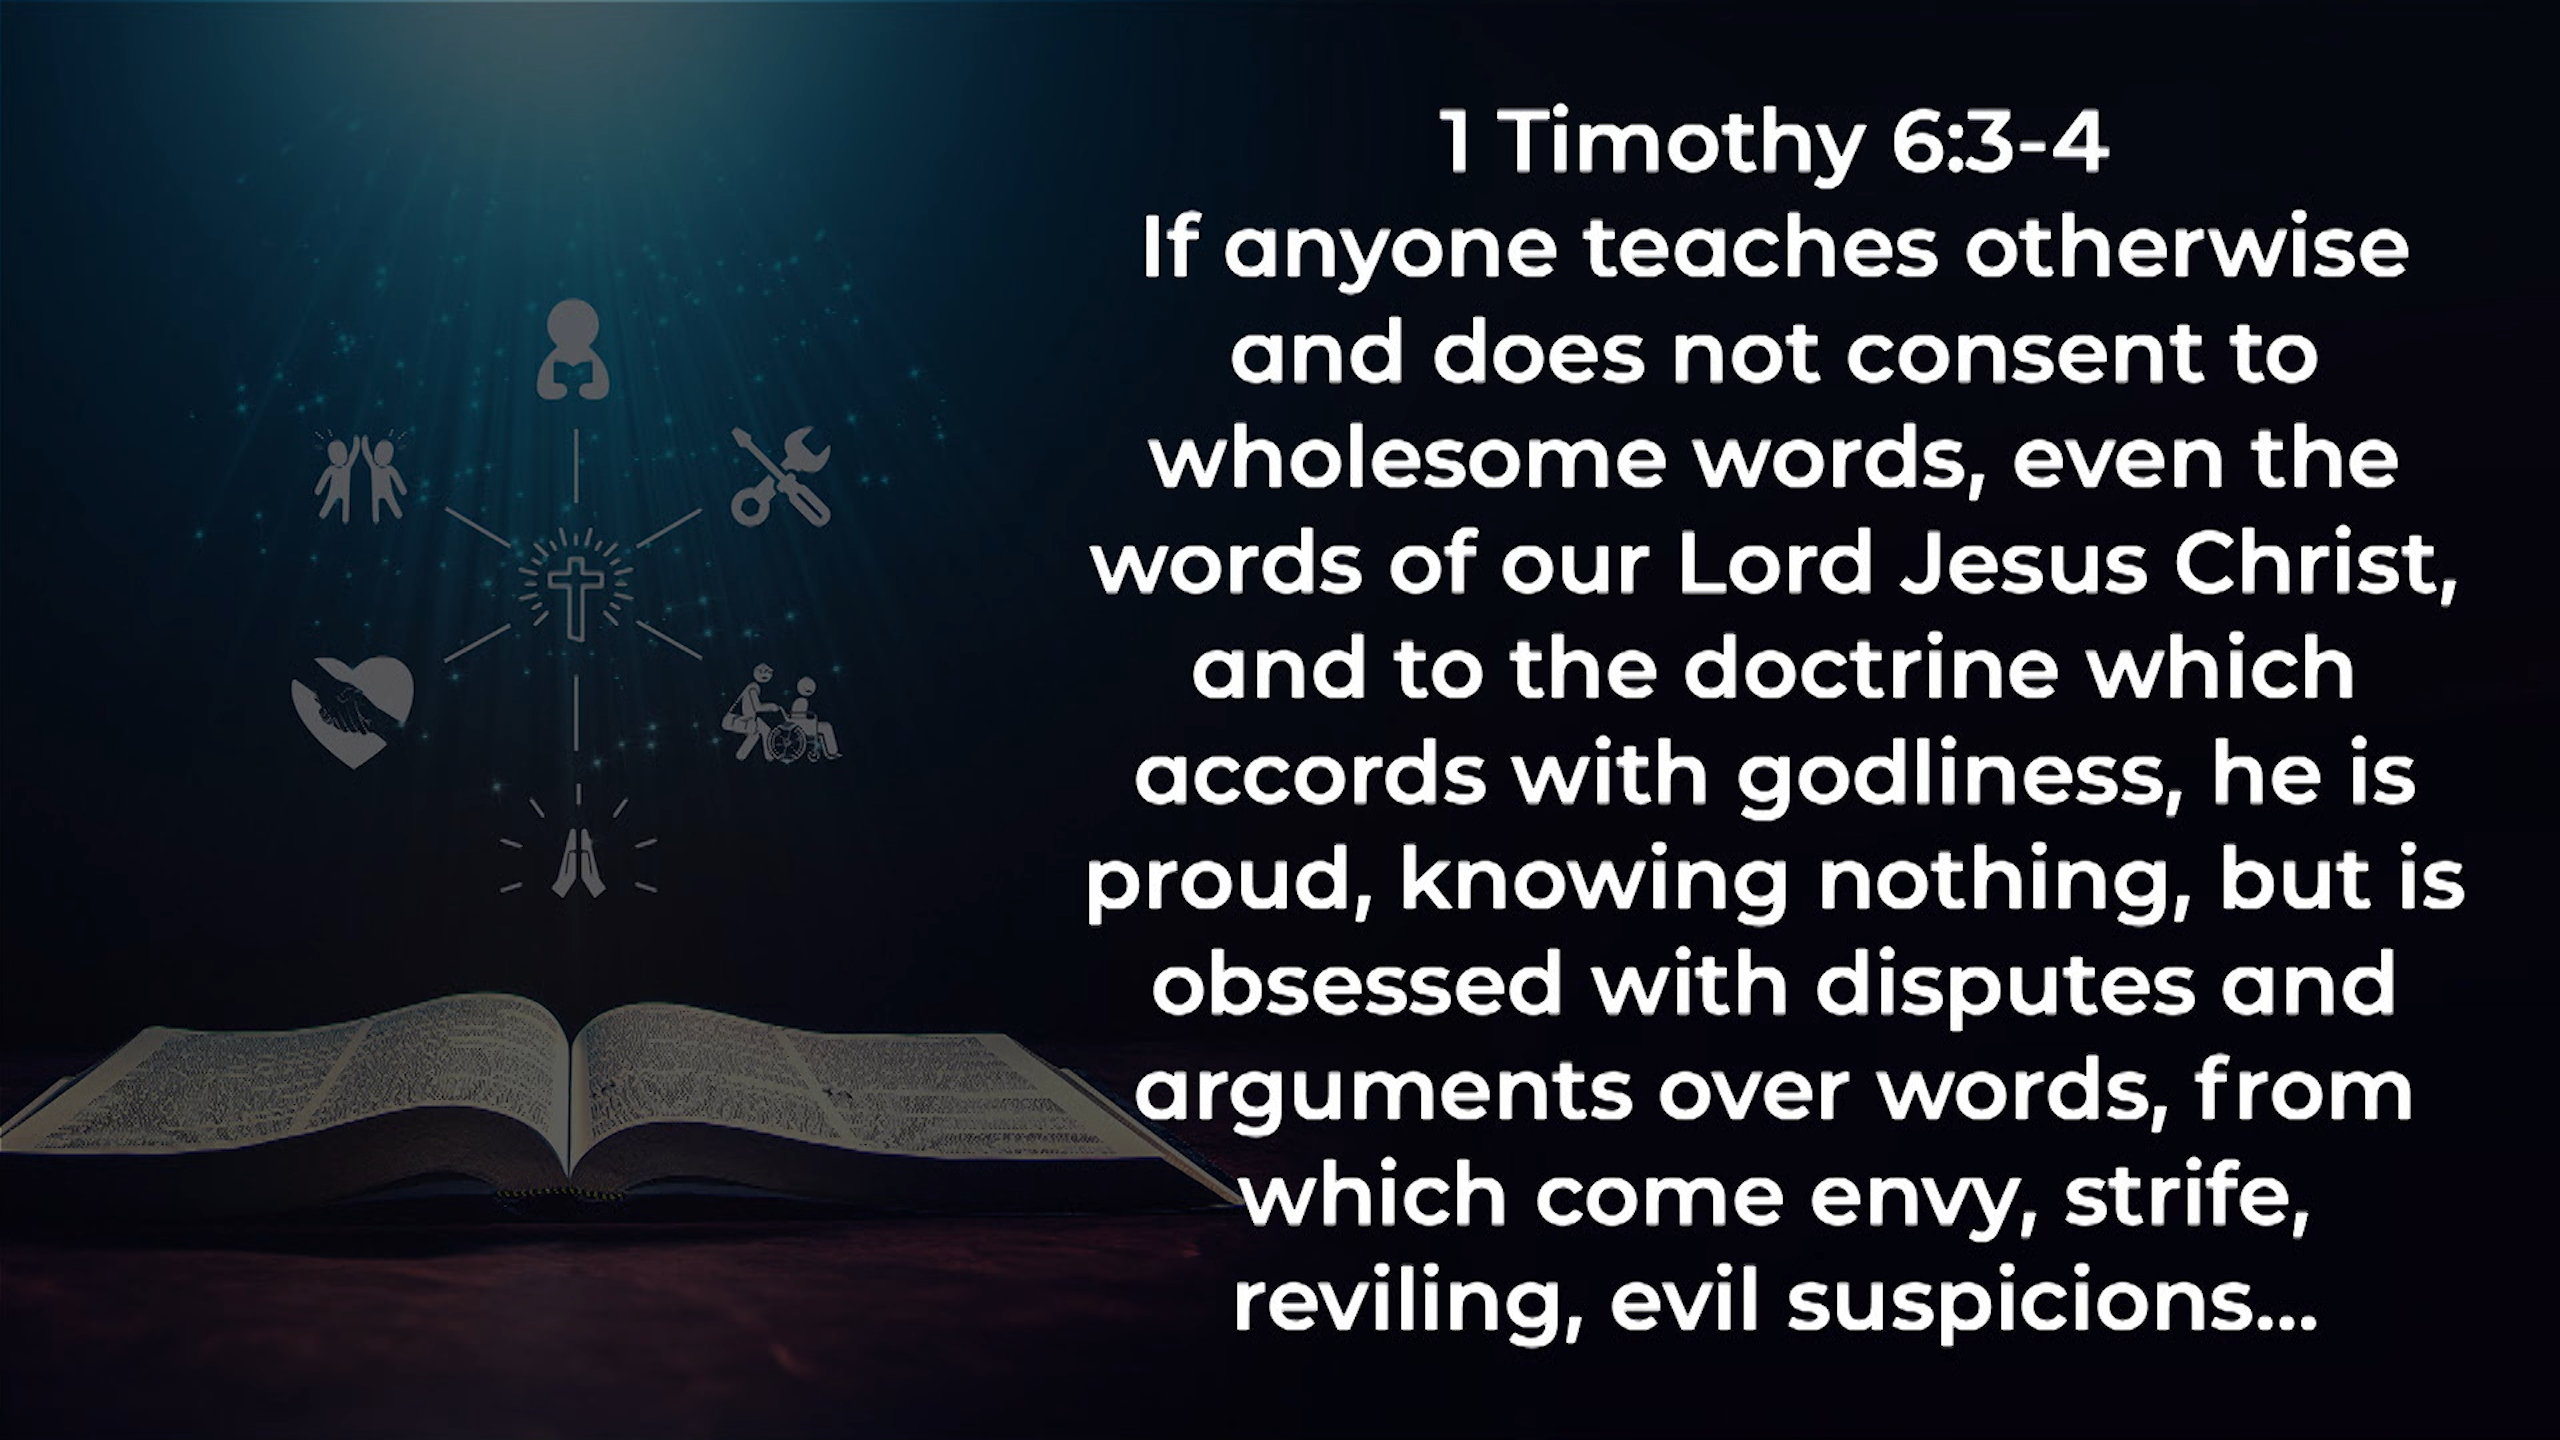 1 Timothy 6:3-4
If anyone teaches otherwise
and does not consent to
wholesome words, even the
words of our Lord Jesus Christ,
and to the doctrine which
accords with godliness, he is
proud, knowing nothing, but is
obsessed with disputes and
arguments over words, from
which come envy, strife,
reviling, evil suspicions...